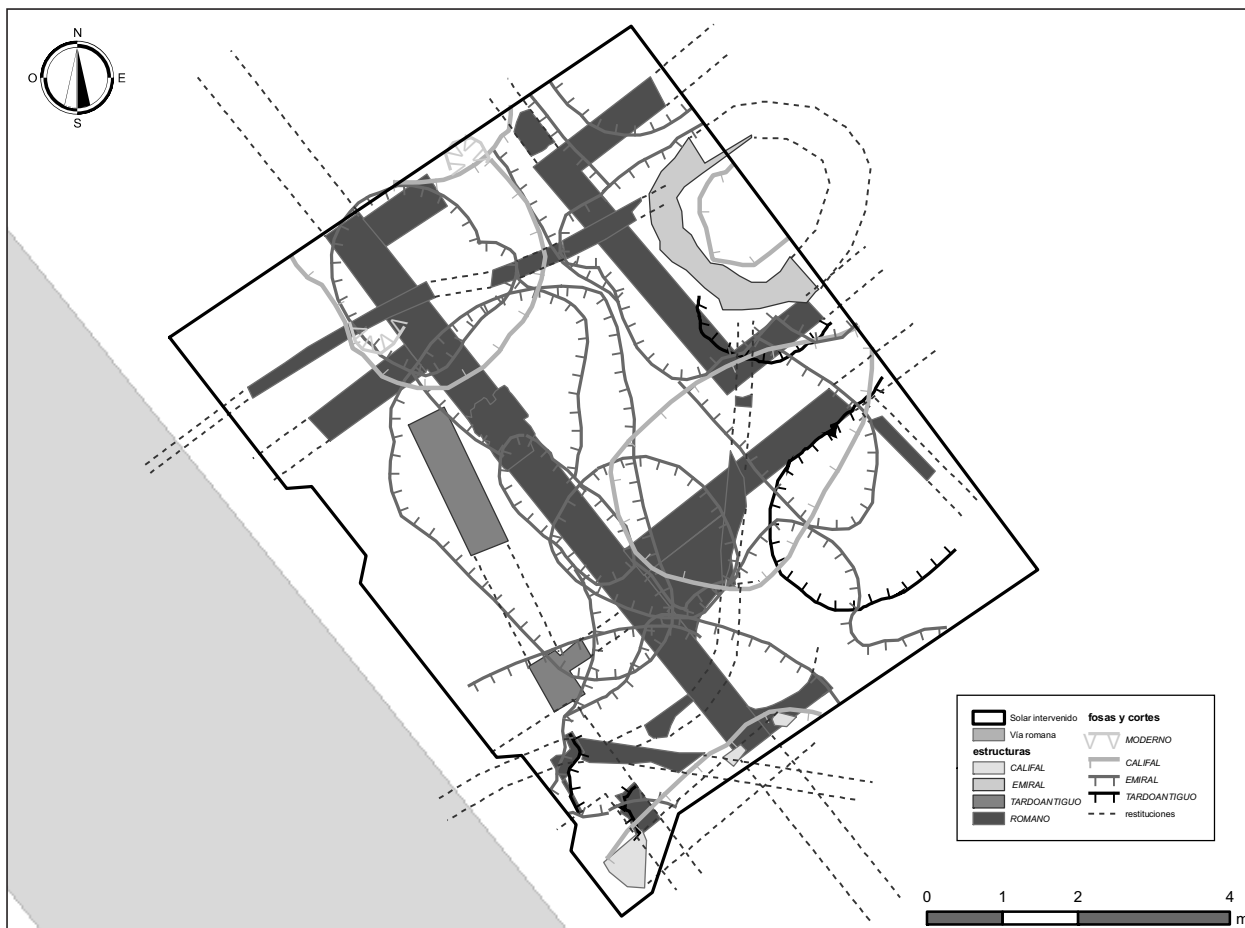 N
O E
S
Solar intervenido
Vía romana
estructuras
CALIFAL
EMIRAL
TARDOANTIGUO
ROMANO
fosas y cortes
MODERNO
CALIFAL
EMIRAL
TARDOANTIGUO
restituciones
0 1 2 4
m